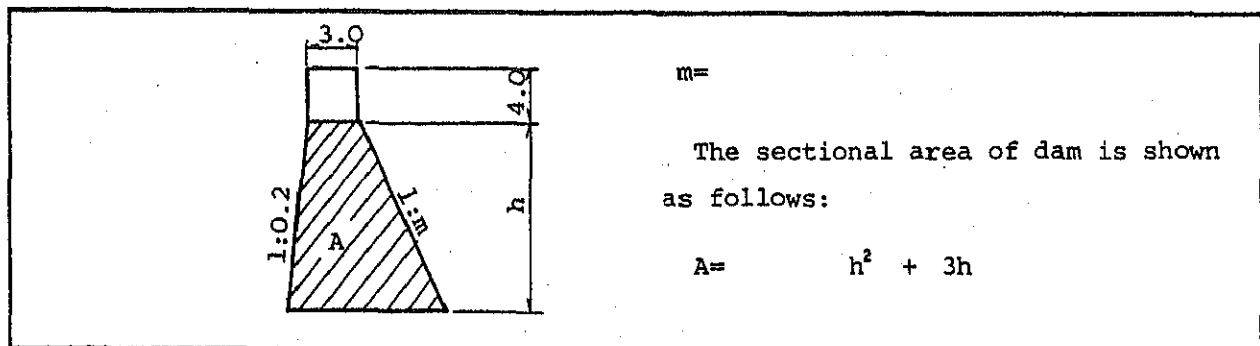 3.0
4.0
m=
The sectional area of dam is shown
as follows:
h
1:0.2
1:m
A
A= h² + 3h